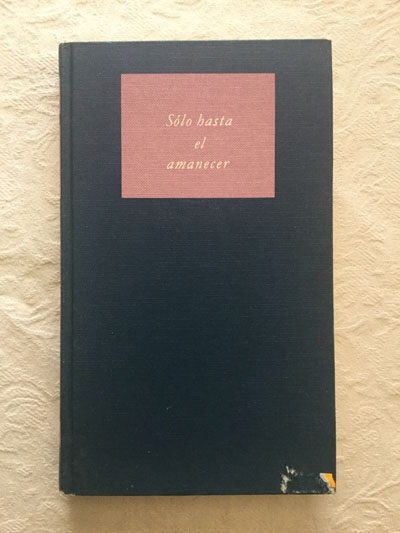 Sólo hasta
el
amanecer